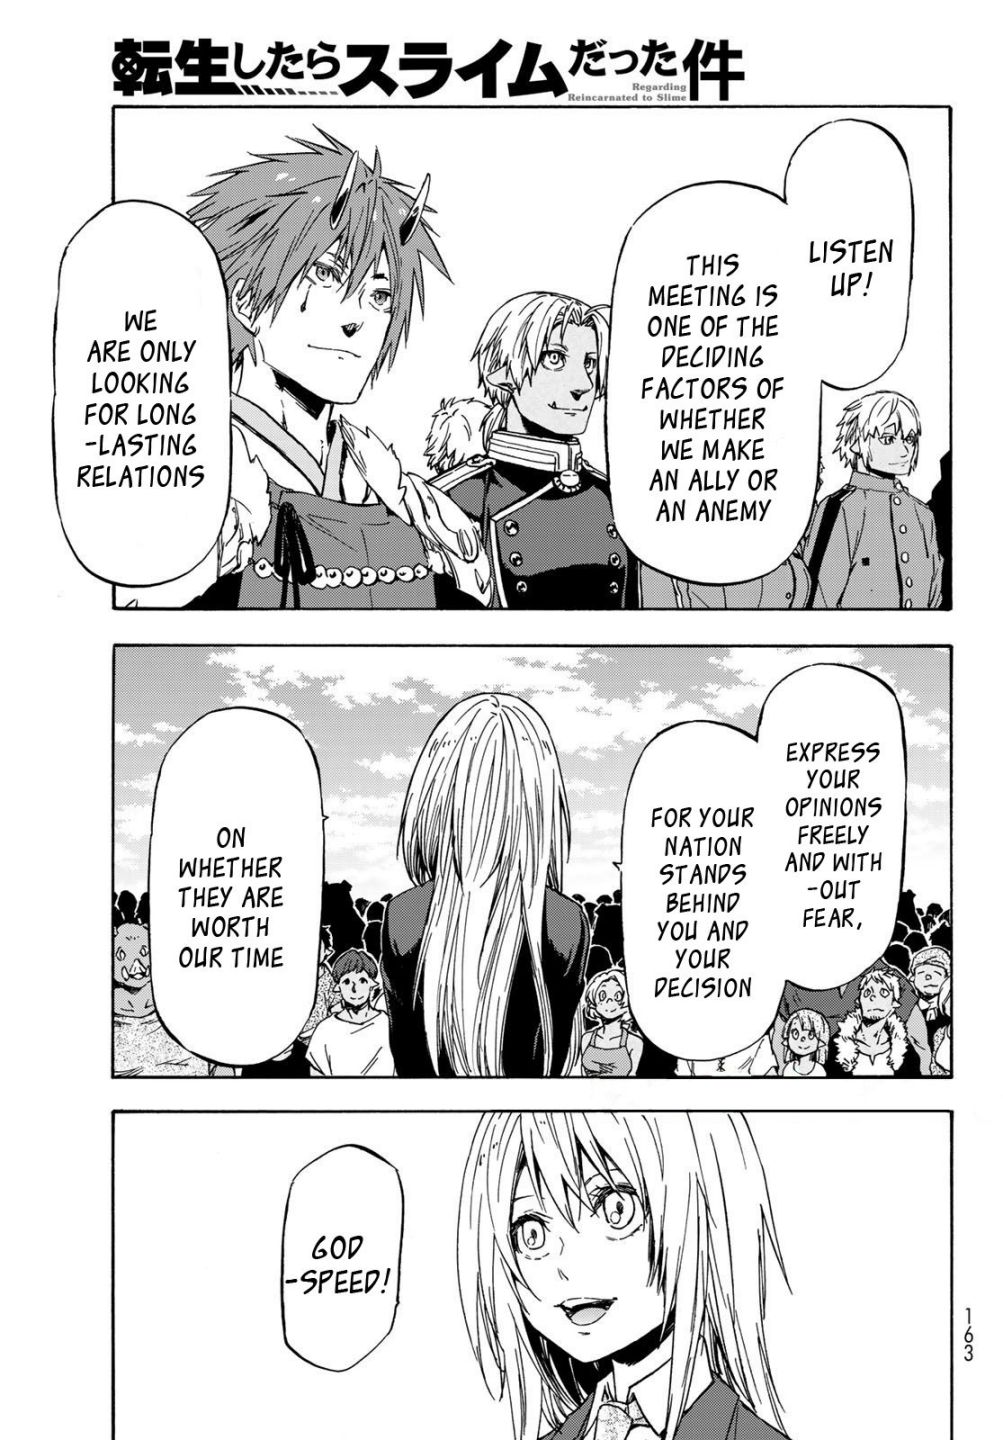 転生したらスライムだった件
Regarding
Reincarnated to Slime
LISTEN
UP!
THIS
MEETING IS
ONE OF THE
DECIDING
FACTORS OF
WHETHER
WE MAKE
AN ALLY OR
AN ANEMY
WE
ARE ONLY
LOOKING
FOR LONG
-LASTING
RELATIONS
EXPRESS
YOUR
OPINIONS
FREELY
AND WITH
-OUT
FEAR,
FOR YOUR
NATION
STANDS
BEHIND
YOU AND
YOUR
DECISION
ON
WHETHER
THEY ARE
WORTH
OUR TIME
GOD
-SPEED!
163